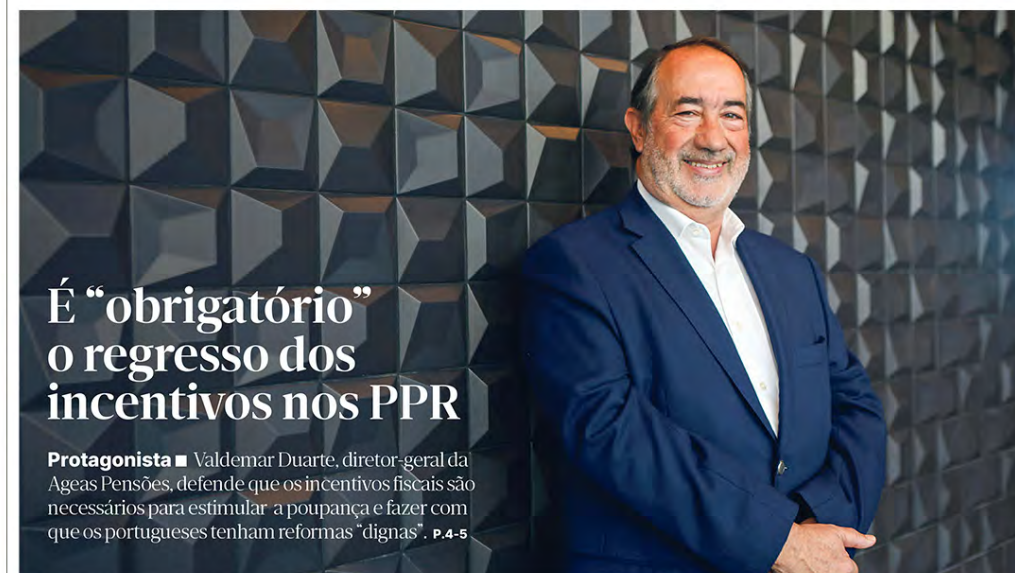 É “obrigatório”
o regresso dos
incentivos nos PPR
Protagonista ■ Valdemar Duarte, diretor-geral da
Ageas Pensões, defende que os incentivos fiscais são
necessários para estimular a poupança e fazer com
que os portugueses tenham reformas “dignas”. P.4-5